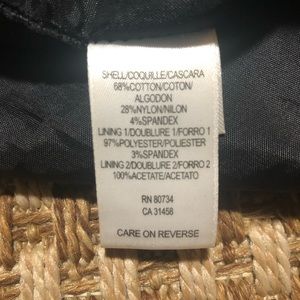 SHELL/COQUILLE/CASCARA
68%COTTON/COTON/
ALGODON
28%NYLON/NILON
4%SPANDEX
LINING 1/DOUBLURE 1/FORRO 1
97%POLYESTER/POLIESTER
3%SPANDEX
LINING 2/DOUBLURE 2/FORRO 2
100%ACETATE/ACETATO
RN 80734
CA 31458
CARE ON REVERSE